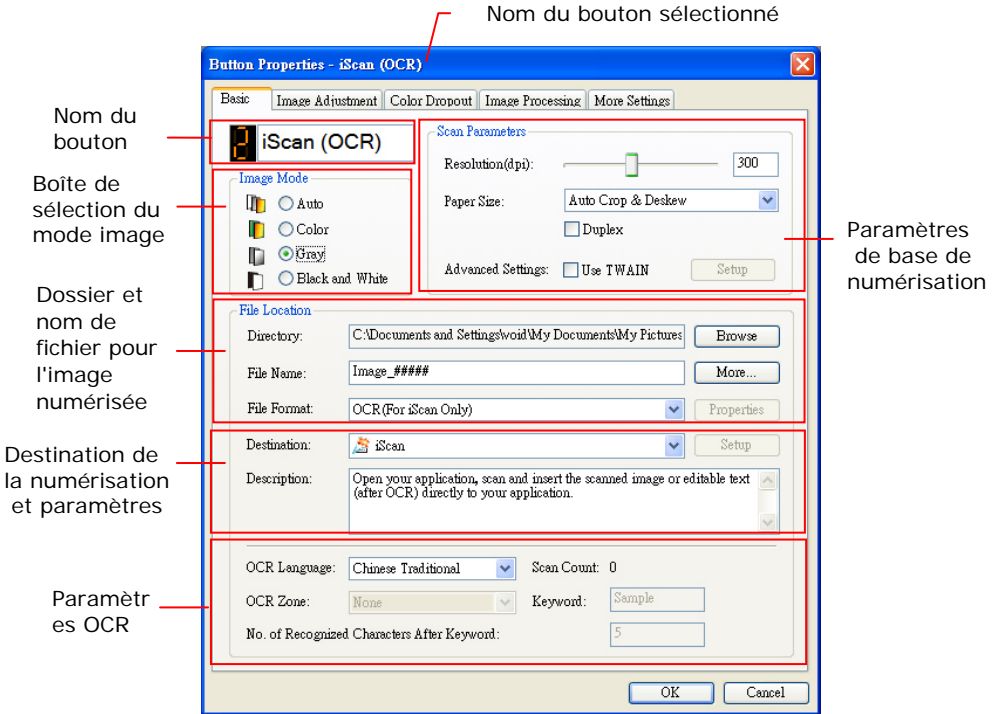 Nom du bouton sélectionné
Button Properties - iScan (OCR)
Basic Image Adjustment Color Dropout Image Processing More Settings
Nom du
bouton
2 iScan (OCR)
Boîte de
sélection du
mode image
Image Mode
Auto
Color
Gray
Black and White
Scan Parameters
Resolution(dpi): 300
Paper Size: Auto Crop & Deskew
Duplex
Advanced Settings: Use TWAIN Setup
Paramètres
de base de
numérisation
Dossier et
nom de
fichier pour
l'image
numérisée
File Location
Directory: C:\Documents and Settings\void\My Documents\My Pictures Browse
File Name: Image_##### More...
File Format: OCR(For iScan Only) Properties
Destination de
la numérisation
et paramètres
Destination: iScan Setup
Description: Open your application, scan and insert the scanned image or editable text
(after OCR) directly to your application.
Paramètr
es OCR
OCR Language: Chinese Traditional Scan Count: 0
OCR Zone: None Keyword: Sample
No. of Recognized Characters After Keyword: 5
OK Cancel